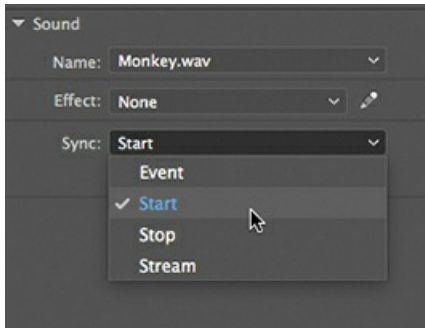 Sound
Name: Monkey.wav
Effect: None
Sync: Start
Event
Start
Stop
Stream